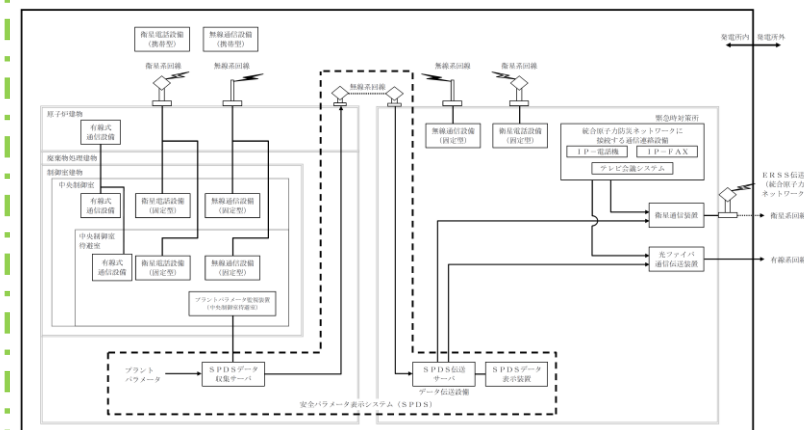 衛星電話設備
(携帯型)
無線通信設備
(携帯型)
発電所内
発電所外
衛星系回線
無線系回線
無線系回線
無線系回線
衛星系回線
原子炉建物
有線式
通信設備
廃棄物処理建物
制御室建物
中央制御室
有線式
通信設備
衛星電話設備
(固定型)
無線通信設備
(固定型)
中央制御室
待避室
有線式
通信設備
衛星電話設備
(固定型)
無線通信設備
(固定型)
プラントパラメータ監視装置
(中央制御室待避室)
プラント
パラメータ
SPDSデータ
収集サーバ
無線通信設備
(固定型)
衛星電話設備
(固定型)
緊急時対策所
統合原子力防災ネットワークに
接続する通信連絡設備
IP-電話機
IP-FAX
テレビ会議システム
ERSS伝送
(統合原子力
ネットワーク
衛星通信装置
衛星系回線
光ファイバ
通信伝送装置
有線系回線
SPDS伝送
サーバ
データ伝送設備
SPDSデータ
表示装置
安全パラメータ表示システム(SPDS)